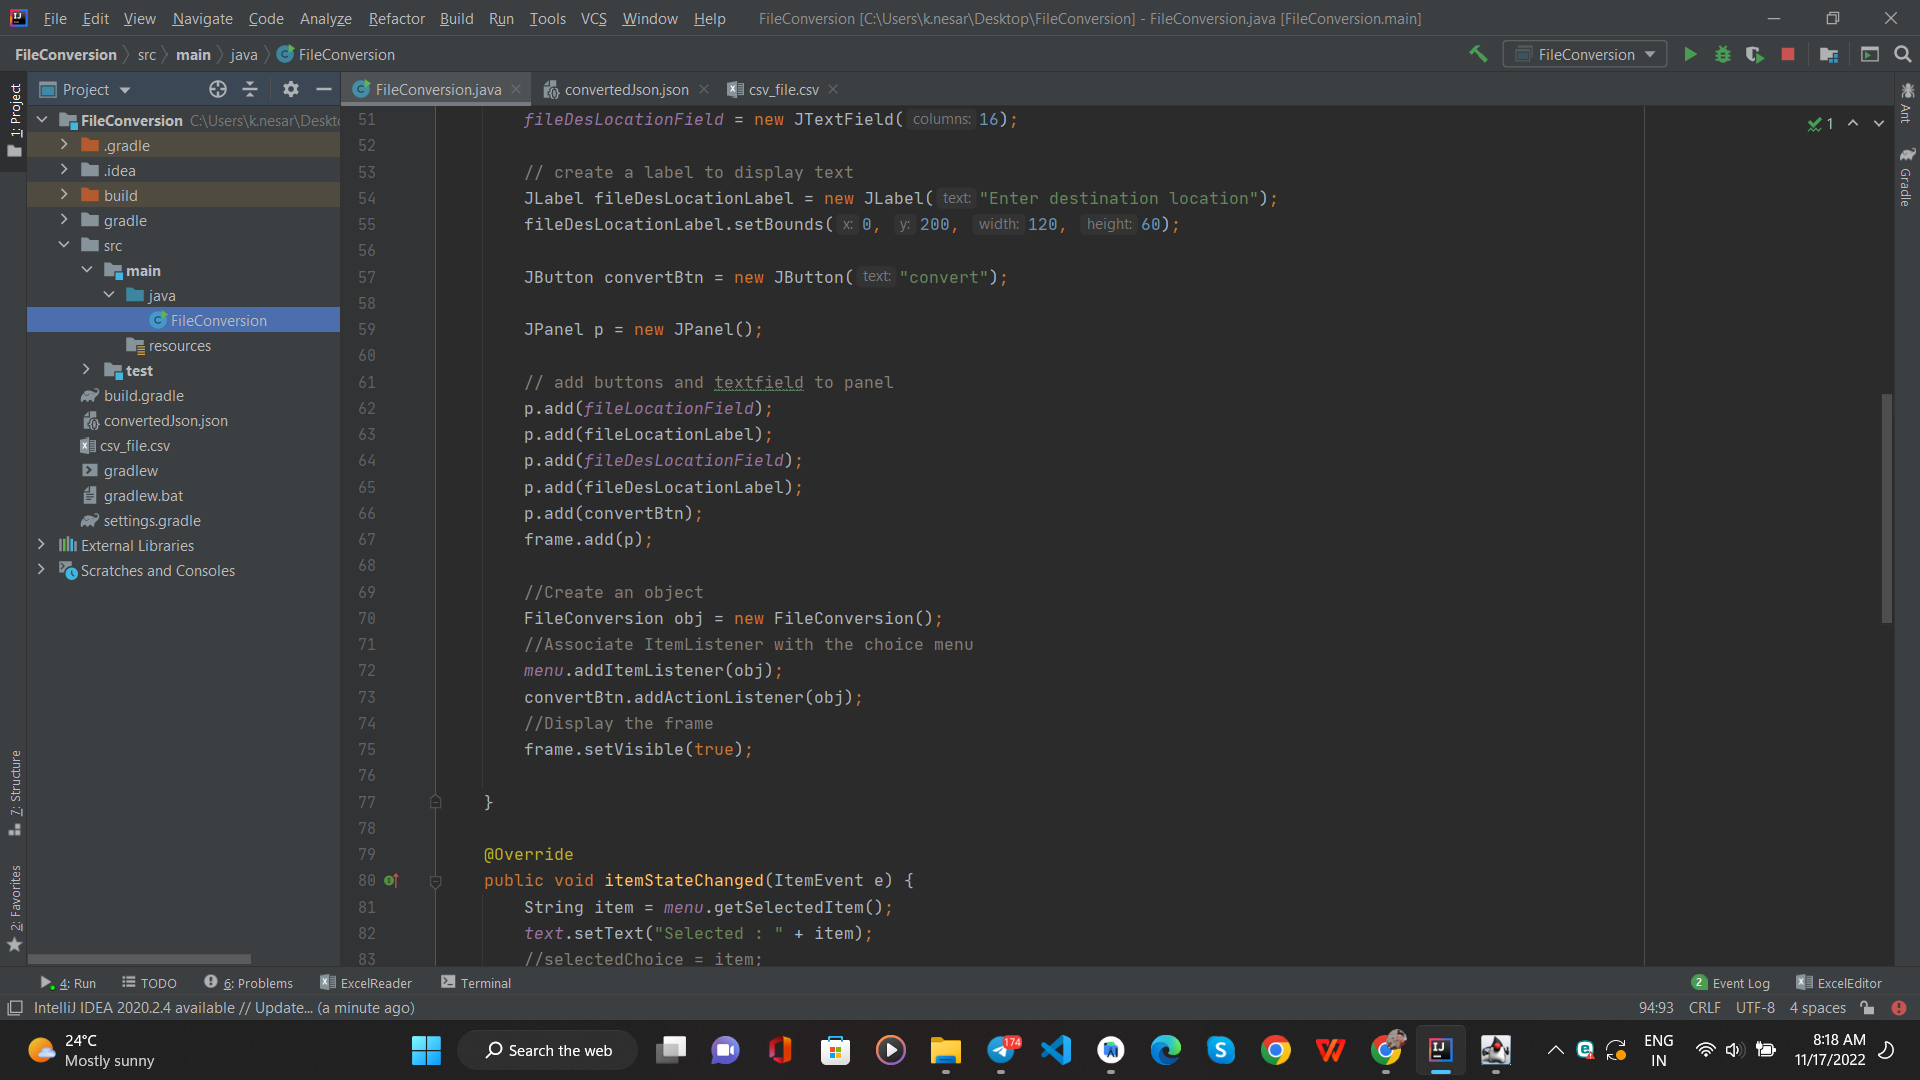 File Edit View Navigate Code Analyze Refactor Build Run Tools VCS Window Help FileConversion [C:\Users\k.nesar\Desktop\FileConversion] - FileConversion.java [FileConversion.main]
FileConversion src main java FileConversion FileConversion
1: Project
Project
FileConversion.java convertedJson.json csv_file.csv
FileConversion C:\Users\k.nesar\Deskto
.gradle
.idea
build
gradle
src
main
java
FileConversion
resources
test
build.gradle
convertedJson.json
csv_file.csv
gradlew
gradlew.bat
settings.gradle
External Libraries
Scratches and Consoles
7: Structure
2: Favorites
51 fileDesLocationField = new JTextField( columns: 16);
52
53 // create a label to display text
54 JLabel fileDesLocationLabel = new JLabel( text: "Enter destination location");
55 fileDesLocationLabel.setBounds( x: 0, y: 200, width: 120, height: 60);
56
57 JButton convertBtn = new JButton( text: "convert");
58
59 JPanel p = new JPanel();
60
61 // add buttons and textfield to panel
62 p.add(fileLocationField);
63 p.add(fileLocationLabel);
64 p.add(fileDesLocationField);
65 p.add(fileDesLocationLabel);
66 p.add(convertBtn);
67 frame.add(p);
68
69 //Create an object
70 FileConversion obj = new FileConversion();
71 //Associate ItemListener with the choice menu
72 menu.addItemListener(obj);
73 convertBtn.addActionListener(obj);
74 //Display the frame
75 frame.setVisible(true);
76
77 }
78
79 @Override
80 public void itemStateChanged(ItemEvent e) {
81 String item = menu.getSelectedItem();
82 text.setText("Selected : " + item);
83 //selectedChoice = item;
1
Ant
Gradle
4: Run TODO 6: Problems ExcelReader Terminal 2 Event Log ExcelEditor
IntelliJ IDEA 2020.2.4 available // Update... (a minute ago) 94:93 CRLF UTF-8 4 spaces
24°C
Mostly sunny
Search the web
174
ENG
IN
8:18 AM
11/17/2022